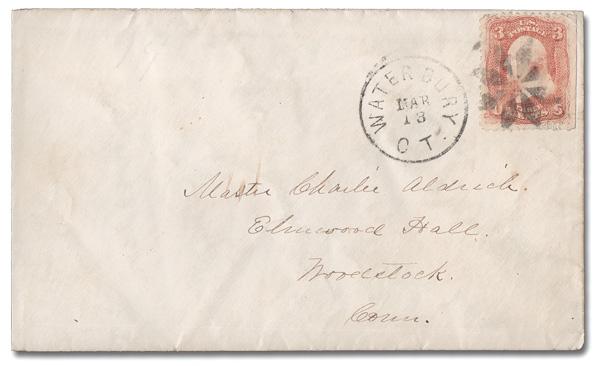 3 U.S. 3
POSTAGE
WATERBURY
MAR
13
CT.
Master Charlie Aldrich.
Elmwood Hall.
Woodstock.
Conn.